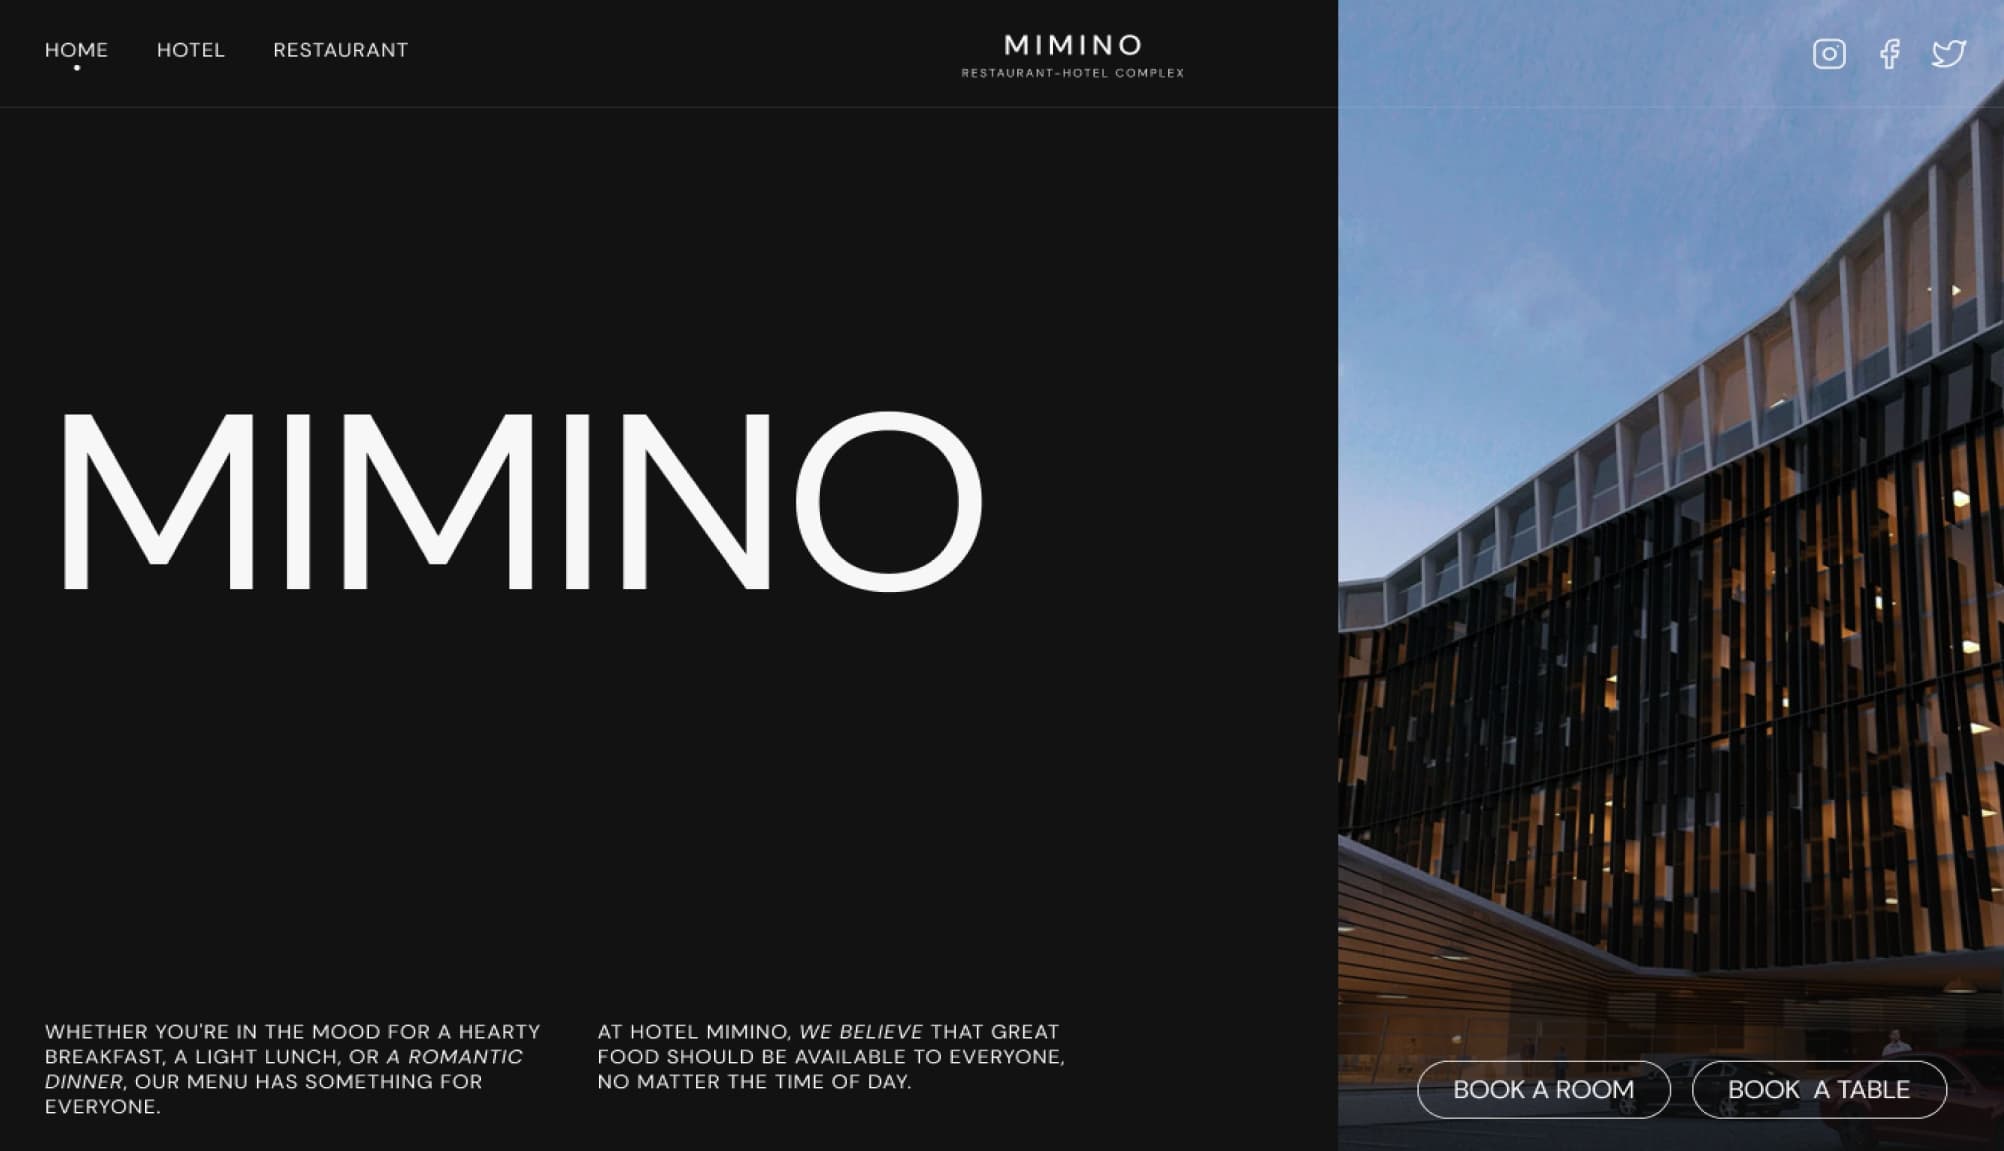 HOME
HOTEL
RESTAURANT
MIMINO
RESTAURANT-HOTEL COMPLEX
MIMINO
WHETHER YOU'RE IN THE MOOD FOR A HEARTY
BREAKFAST, A LIGHT LUNCH, OR A ROMANTIC
DINNER, OUR MENU HAS SOMETHING FOR
EVERYONE.
AT HOTEL MIMINO, WE BELIEVE THAT GREAT
FOOD SHOULD BE AVAILABLE TO EVERYONE,
NO MATTER THE TIME OF DAY.
BOOK A ROOM
BOOK  A TABLE